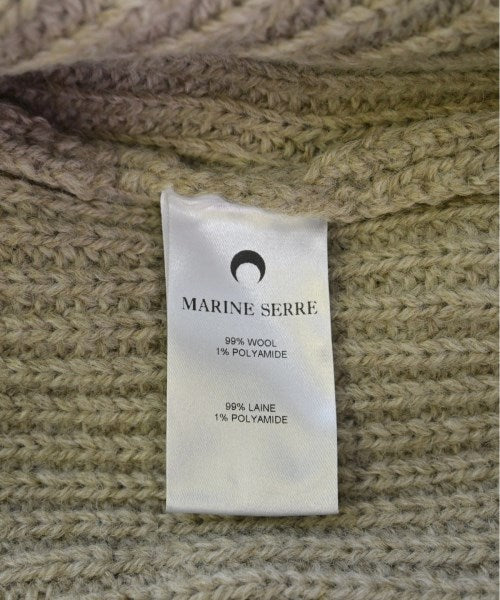 MARINE SERRE
99% WOOL
1% POLYAMIDE
99% LAINE
1% POLYAMIDE